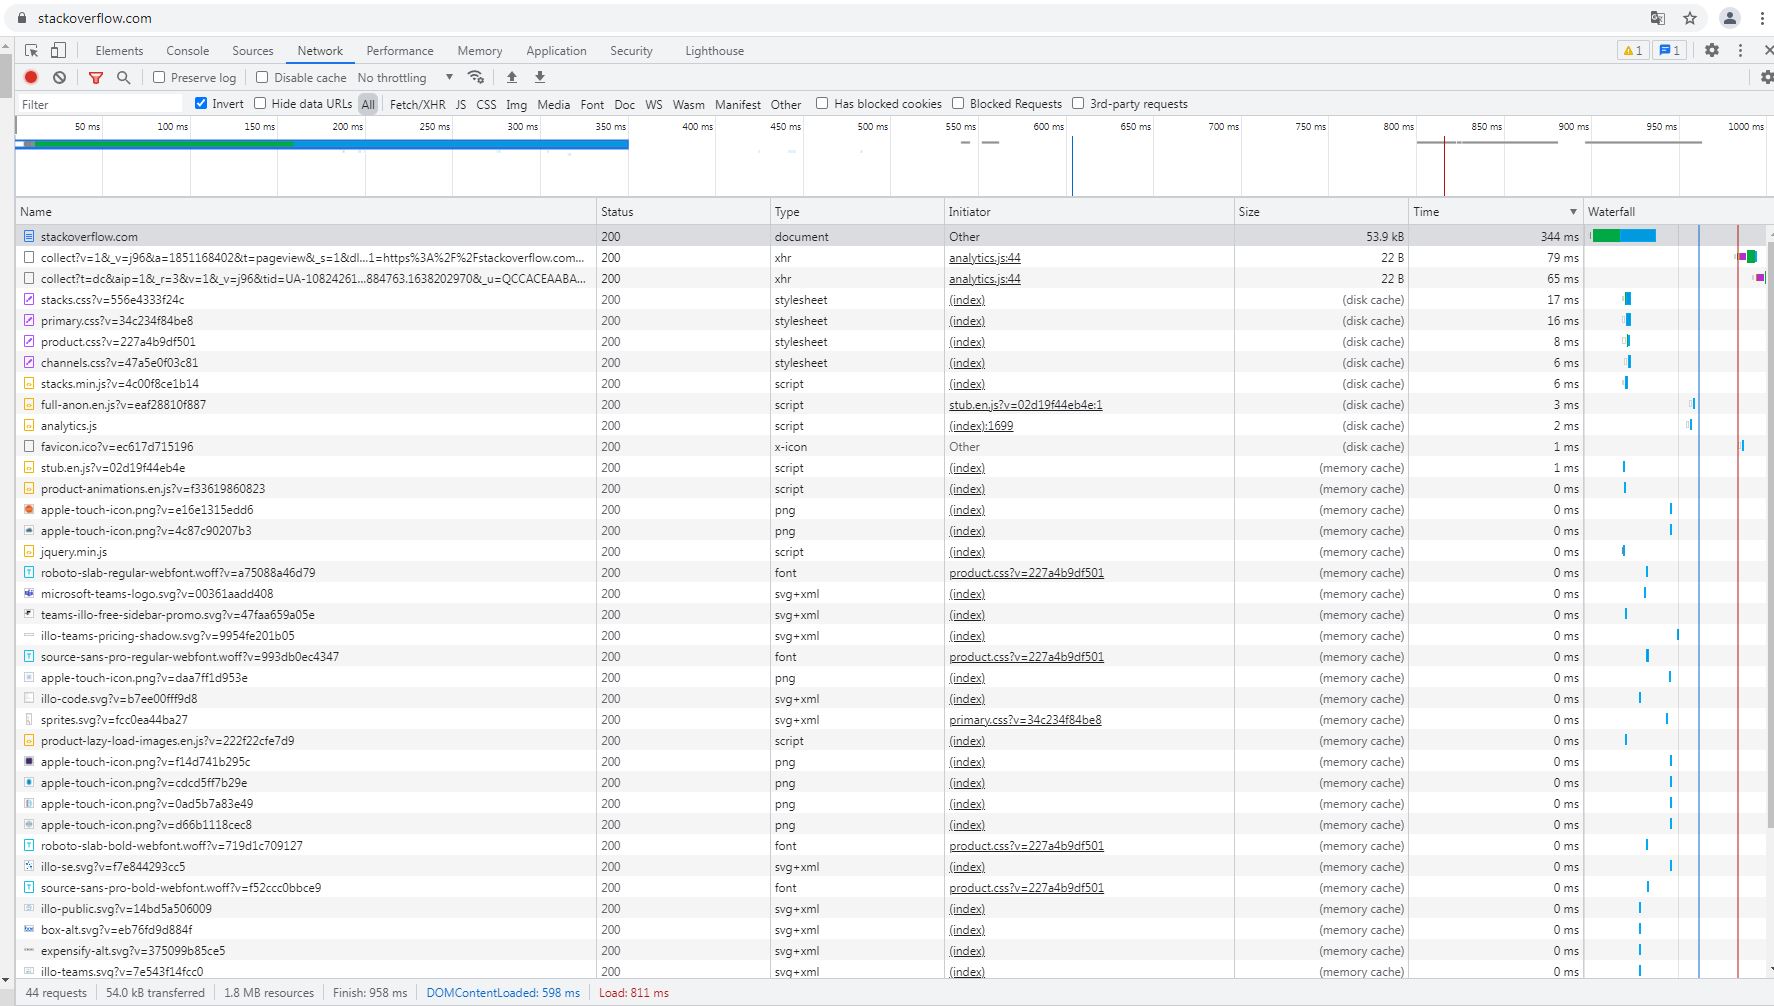 stackoverflow.com
Elements Console Sources Network Performance Memory Application Security Lighthouse 1 1
Preserve log Disable cache No throttling
Filter Invert Hide data URLs All Fetch/XHR JS CSS Img Media Font Doc WS Wasm Manifest Other Has blocked cookies Blocked Requests 3rd-party requests
50 ms 100 ms 150 ms 200 ms 250 ms 300 ms 350 ms 400 ms 450 ms 500 ms 550 ms 600 ms 650 ms 700 ms 750 ms 800 ms 850 ms 900 ms 950 ms 1000 ms
Name Status Type Initiator Size Time Waterfall
stackoverflow.com 200 document Other 53.9 kB 344 ms
collect?v=1&_v=j96&a=1851168402&t=pageview&_s=1&dl...1=https%3A%2F%2Fstackoverflow.com... 200 xhr analytics.js:44 22 B 79 ms
collect?t=dc&aip=1&_r=3&v=1&_v=j96&tid=UA-10824261...884763.1638202970&_u=QCCACEAABA... 200 xhr analytics.js:44 22 B 65 ms
stacks.css?v=556e4333f24c 200 stylesheet (index) (disk cache) 17 ms
primary.css?v=34c234f84be8 200 stylesheet (index) (disk cache) 16 ms
product.css?v=227a4b9df501 200 stylesheet (index) (disk cache) 8 ms
channels.css?v=47a5e0f03c81 200 stylesheet (index) (disk cache) 6 ms
stacks.min.js?v=4c00f8ce1b14 200 script (index) (disk cache) 6 ms
full-anon.en.js?v=eaf28810f887 200 script stub.en.js?v=02d19f44eb4e:1 (disk cache) 3 ms
analytics.js 200 script (index):1699 (disk cache) 2 ms
favicon.ico?v=ec617d715196 200 x-icon Other (disk cache) 1 ms
stub.en.js?v=02d19f44eb4e 200 script (index) (memory cache) 1 ms
product-animations.en.js?v=f33619860823 200 script (index) (memory cache) 0 ms
apple-touch-icon.png?v=e16e1315edd6 200 png (index) (memory cache) 0 ms
apple-touch-icon.png?v=4c87c90207b3 200 png (index) (memory cache) 0 ms
jquery.min.js 200 script (index) (memory cache) 0 ms
roboto-slab-regular-webfont.woff?v=a75088a46d79 200 font product.css?v=227a4b9df501 (memory cache) 0 ms
microsoft-teams-logo.svg?v=00361aadd408 200 svg+xml (index) (memory cache) 0 ms
teams-illo-free-sidebar-promo.svg?v=47faa659a05e 200 svg+xml (index) (memory cache) 0 ms
illo-teams-pricing-shadow.svg?v=9954fe201b05 200 svg+xml (index) (memory cache) 0 ms
source-sans-pro-regular-webfont.woff?v=993db0ec4347 200 font product.css?v=227a4b9df501 (memory cache) 0 ms
apple-touch-icon.png?v=daa7ff1d953e 200 png (index) (memory cache) 0 ms
illo-code.svg?v=b7ee00fff9d8 200 svg+xml (index) (memory cache) 0 ms
sprites.svg?v=fcc0ea44ba27 200 svg+xml primary.css?v=34c234f84be8 (memory cache) 0 ms
product-lazy-load-images.en.js?v=222f22cfe7d9 200 script (index) (memory cache) 0 ms
apple-touch-icon.png?v=f14d741b295c 200 png (index) (memory cache) 0 ms
apple-touch-icon.png?v=cdcd5ff7b29e 200 png (index) (memory cache) 0 ms
apple-touch-icon.png?v=0ad5b7a83e49 200 png (index) (memory cache) 0 ms
apple-touch-icon.png?v=d66b1118cec8 200 png (index) (memory cache) 0 ms
roboto-slab-bold-webfont.woff?v=719d1c709127 200 font product.css?v=227a4b9df501 (memory cache) 0 ms
illo-se.svg?v=f7e844293cc5 200 svg+xml (index) (memory cache) 0 ms
source-sans-pro-bold-webfont.woff?v=f52ccc0bbce9 200 font product.css?v=227a4b9df501 (memory cache) 0 ms
illo-public.svg?v=14bd5a506009 200 svg+xml (index) (memory cache) 0 ms
box-alt.svg?v=eb76fd9d884f 200 svg+xml (index) (memory cache) 0 ms
expensify-alt.svg?v=375099b85ce5 200 svg+xml (index) (memory cache) 0 ms
illo-teams.svg?v=7e543f14fcc0 200 svg+xml (index) (memory cache) 0 ms
44 requests 54.0 kB transferred 1.8 MB resources Finish: 958 ms DOMContentLoaded: 598 ms Load: 811 ms